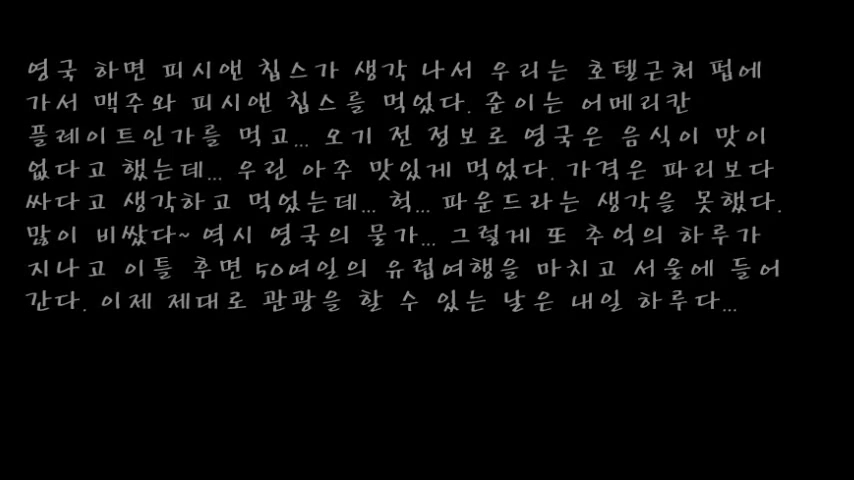 영국 하면 피시앤 칩스가 생각 나서 우리는 호텔근처 펍에
가서 맥주와 피시앤 칩스를 먹었다. 준이는 어메리칸
플레이트인가를 먹고... 오기 전 정보로 영국은 음식이 맛이
없다고 했는데... 우린 아주 맛있게 먹었다. 가격은 파리보다
싸다고 생각하고 먹었는데... 헉... 파운드라는 생각을 못했다.
많이 비쌌다~ 역시 영국의 물가... 그렇게 또 추억의 하루가
지나고 이틀 후면 50여일의 유럽여행을 마치고 서울에 들어
간다. 이제 제대로 관광을 할 수 있는 날은 내일 하루다...